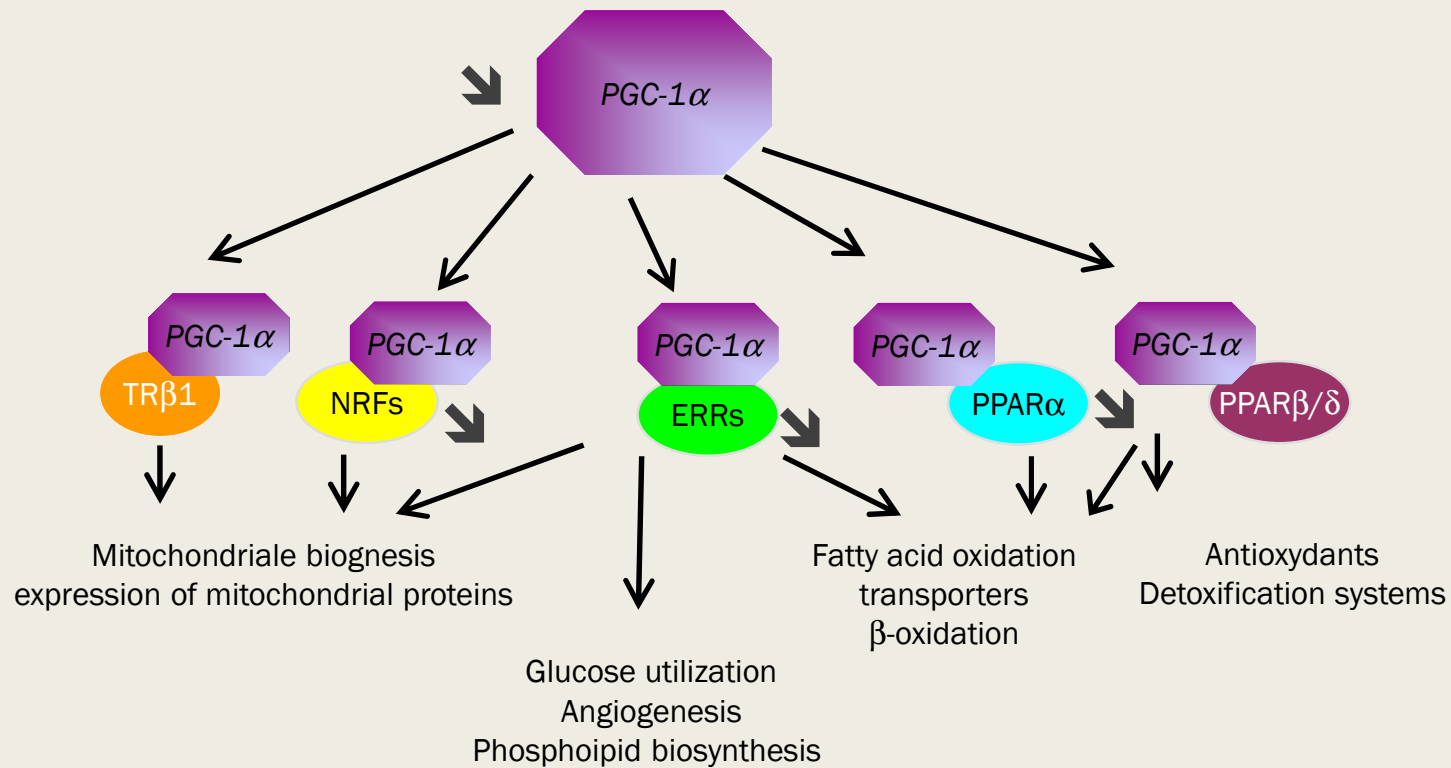 PGC-1α
PGC-1α
PGC-1α
PGC-1α
PGC-1α
PGC-1α
TRβ1
NRFs
ERRs
PPARα
PPARβ/δ
Mitochondriale biognesis
expression of mitochondrial proteins
Fatty acid oxidation
transporters
β-oxidation
Antioxydants
Detoxification systems
Glucose utilization
Angiogenesis
Phosphoipid biosynthesis